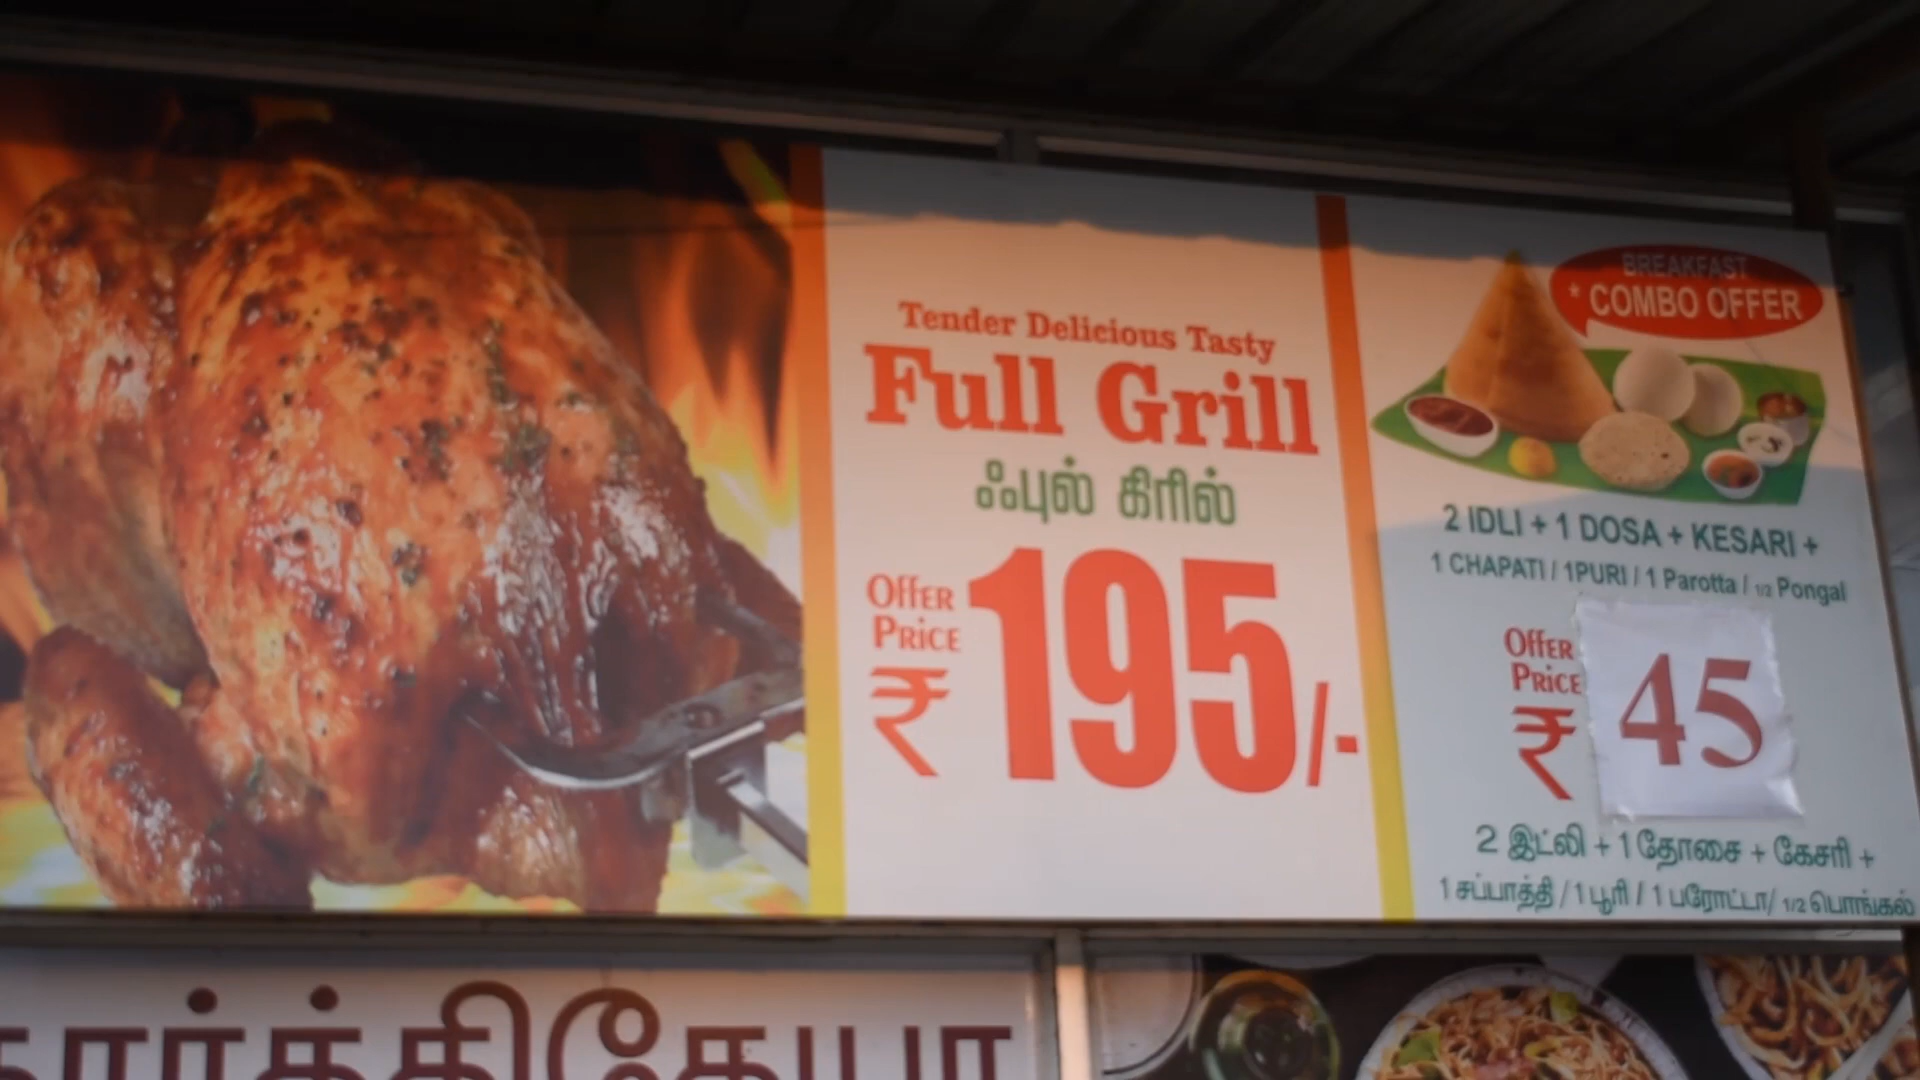 Tender Delicious Tasty
Full Grill
ஃபுல் கிரில்
Offer Price
₹ 195/-
BREAKFAST
* COMBO OFFER
2 IDLI + 1 DOSA + KESARI +
1 CHAPATI / 1PURI / 1 Parotta / 1/2 Pongal
Offer Price
₹ 45
2 இட்லி + 1 தோசை + கேசரி +
1 சப்பாத்தி / 1 பூரி / 1 பரோட்டா/ 1/2 பொங்கல்
கார்த்திகேயா